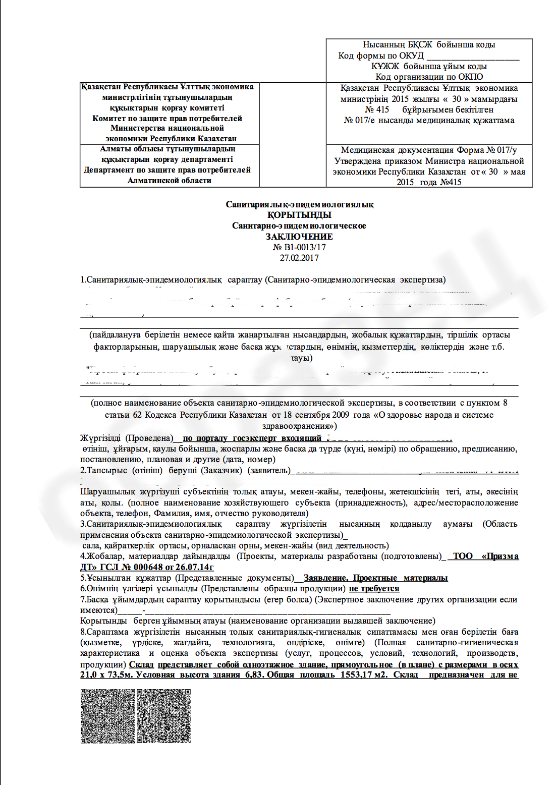 Нысанның БҚСЖ бойынша коды
Код формы по ОКУД
КҰЖЖ бойынша ұйым коды
Код организации по ОКПО
Қазақстан Республикасы Ұлттық экономика
министрлігінің тұтынушылардың
құқықтарын қорғау комитеті
Комитет по защите прав потребителей
Министерства национальной
экономики Республики Казахстан
Қазақстан Республикасы Ұлттық экономика
министрінің 2015 жылғы « 30 » мамырдағы
№ 415 бұйрығымен бекітілген
№ 017/е нысанды медициналық құжаттама
Алматы облысы тұтынушылардың
құқықтарын қорғау департаменті
Департамент по защите прав потребителей
Алматинской области
Медицинская документация Форма № 017/у
Утверждена приказом Министра национальной
экономики Республики Казахстан от « 30 » мая
2015 года №415
Санитариялық-эпидемиологиялық
ҚОРЫТЫНДЫ
Санитарно-эпидемиологическое
ЗАКЛЮЧЕНИЕ
№ В1-0013/17
27.02.2017
1.Санитариялық-эпидемиологиялық сараптау (Санитарно-эпидемиологическая экспертиза)
(пайдалануға берілетін немесе қайта жаңартылған нысандардың, жобалық құжаттардың, тіршілік ортасы
факторларының, шаруашылық және басқа жұмыстардың, өнімнің, қызметтердің, көліктердің және т.б.
атауы)
(полное наименование объекта санитарно-эпидемиологической экспертизы, в соответствии с пунктом 8
статьи 62 Кодекса Республики Казахстан от 18 сентября 2009 года «О здоровье народа и системе
здравоохранения»)
Жүргізілді (Проведена) по порталу госэксперт входящий
өтініш, ұйғарым, қаулы бойынша, жоспарлы және басқа да түрде (күні, нөмірі) по обращению, предписанию,
постановлению, плановая и другие (дата, номер)
2.Тапсырыс (өтініш) беруші (Заказчик) (заявитель)
Шаруашылық жүргізуші субъектінің толық атауы, мекен-жайы, телефоны, жетекшісінің тегі, аты, әкесінің
аты, қолы. (полное наименование хозяйствующего субъекта (принадлежность), адрес/месторасположение
объекта, телефон, Фамилия, имя, отчество руководителя)
3.Санитариялық-эпидемиологиялық сараптау жүргізілетін нысанның қолданылу аумағы (Область
применения объекта санитарно-эпидемиологической экспертизы)
сала, қайраткерлік ортасы, орналасқан орны, мекен-жайы (вид деятельность)
4.Жобалар, материалдар дайындалды (Проекты, материалы разработаны (подготовлены) ТОО «Призма
ДТ» ГСЛ № 000648 от 26.07.14г
5.Ұсынылған құжаттар (Представленные документы) Заявление, Проектные материалы
6.Өнімнің үлгілері ұсынылды (Представлены образцы продукции) не требуется
7.Басқа ұйымдардың сараптау қорытындысы (егер болса) (Экспертное заключение других организации если
имеются) -
Қорытынды берген ұйымның атауы (наименование организации выдавшей заключение)
8.Сараптама жүргізілетін нысанның толық санитариялық-гигиеналық сипаттамасы мен оған берілетін баға
(қызметке, үрдіске, жағдайға, технологияға, өндіріске, өнімге) (Полная санитарно-гигиеническая
характеристика и оценка объекта экспертизы (услуг, процессов, условий, технологий, производств,
продукции) Склад представляет собой одноэтажное здание, прямоугольное (в плане) с размерами в осях
21,0 х 73,5м. Условная высота здания 6,83. Общая площадь 1553,17 м2. Склад предназначен для не
образец